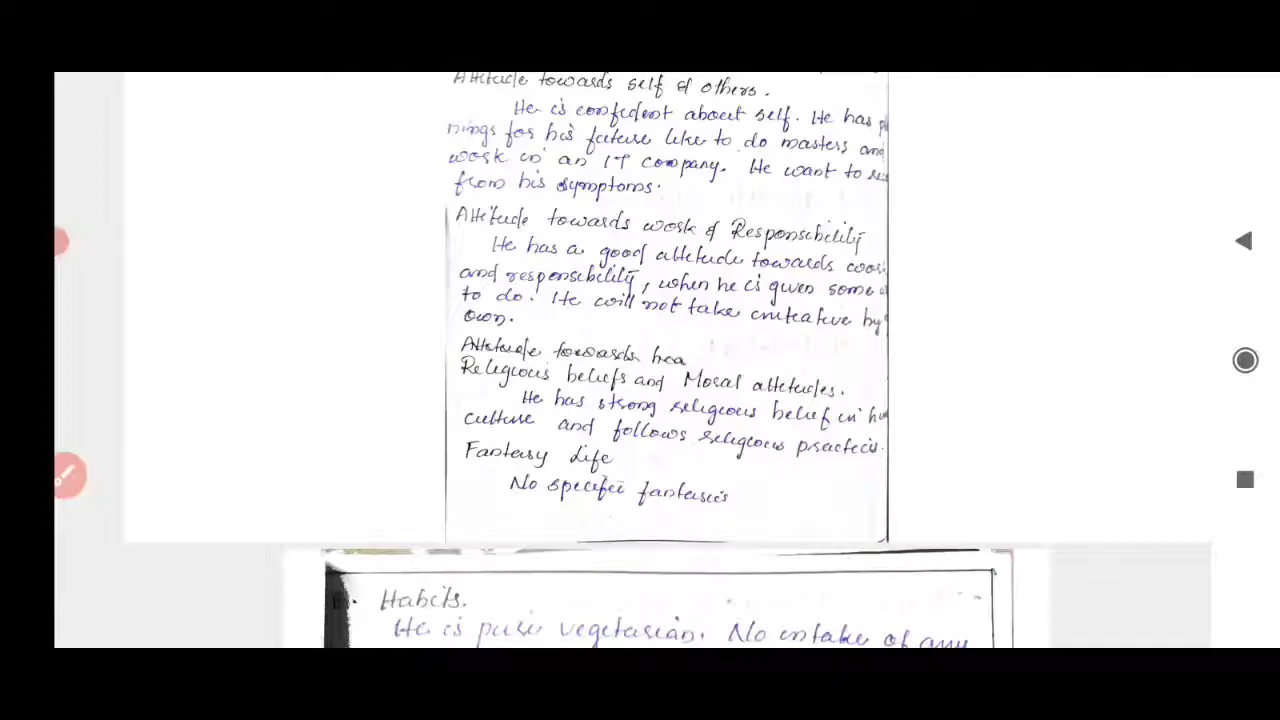 Attitude towards self & others.
He is confident about self. He has
nings for his future like to do masters and
work in an IT company. He want to
from his symptoms.
Attitude towards work & Responsibility
He has a good attitude towards
and responsibility, when he is given some
to do. He will not take initiative by
own.
Attitude towards hea
Religious beliefs and Moral attitudes.
He has strong religious belief in
culture and follows religious practices.
Fantasy Life
No specific fantasies
Habits.
He is pure vegetarian. No intake of any